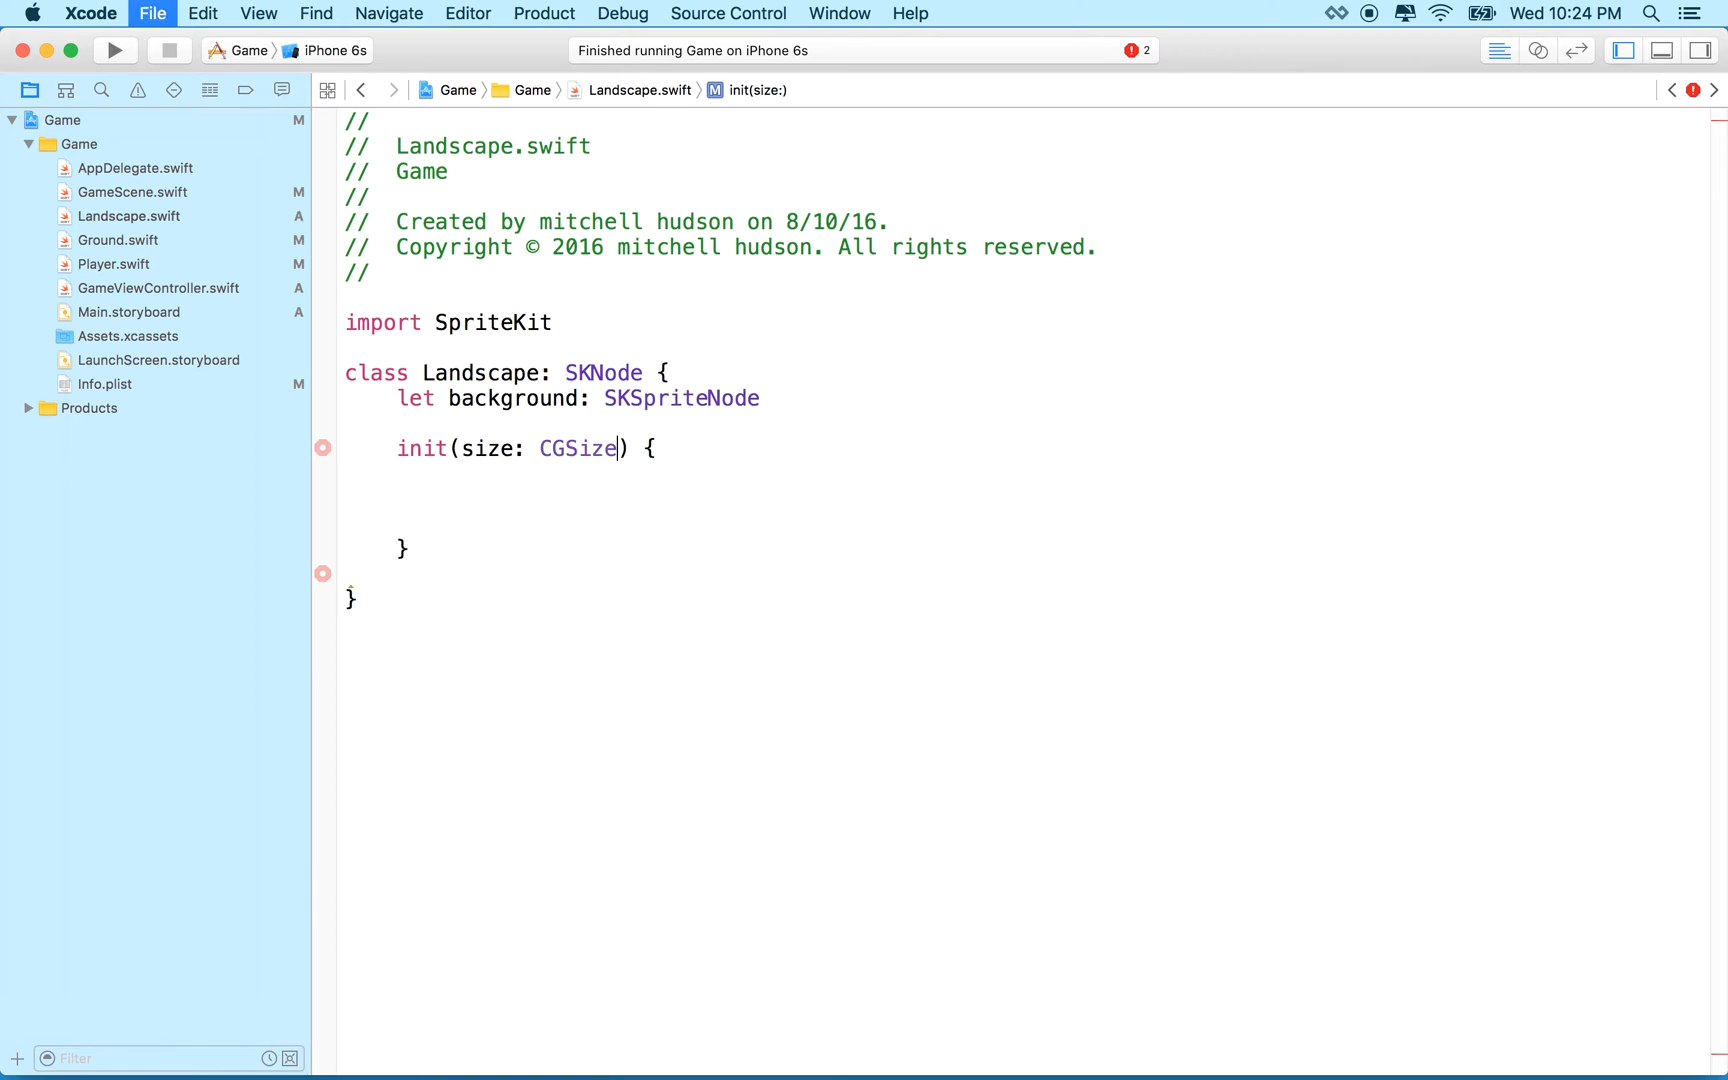 Xcode File Edit View Find Navigate Editor Product Debug Source Control Window Help Wed 10:24 PM
Game iPhone 6s Finished running Game on iPhone 6s 2
Game Game Landscape.swift M init(size:)
Game M
Game
AppDelegate.swift
GameScene.swift M
Landscape.swift A
Ground.swift M
Player.swift M
GameViewController.swift A
Main.storyboard A
Assets.xcassets
LaunchScreen.storyboard
Info.plist M
Products
Filter
//
// Landscape.swift
// Game
//
// Created by mitchell hudson on 8/10/16.
// Copyright © 2016 mitchell hudson. All rights reserved.
//
import SpriteKit
class Landscape: SKNode {
let background: SKSpriteNode
init(size: CGSize) {
}
}